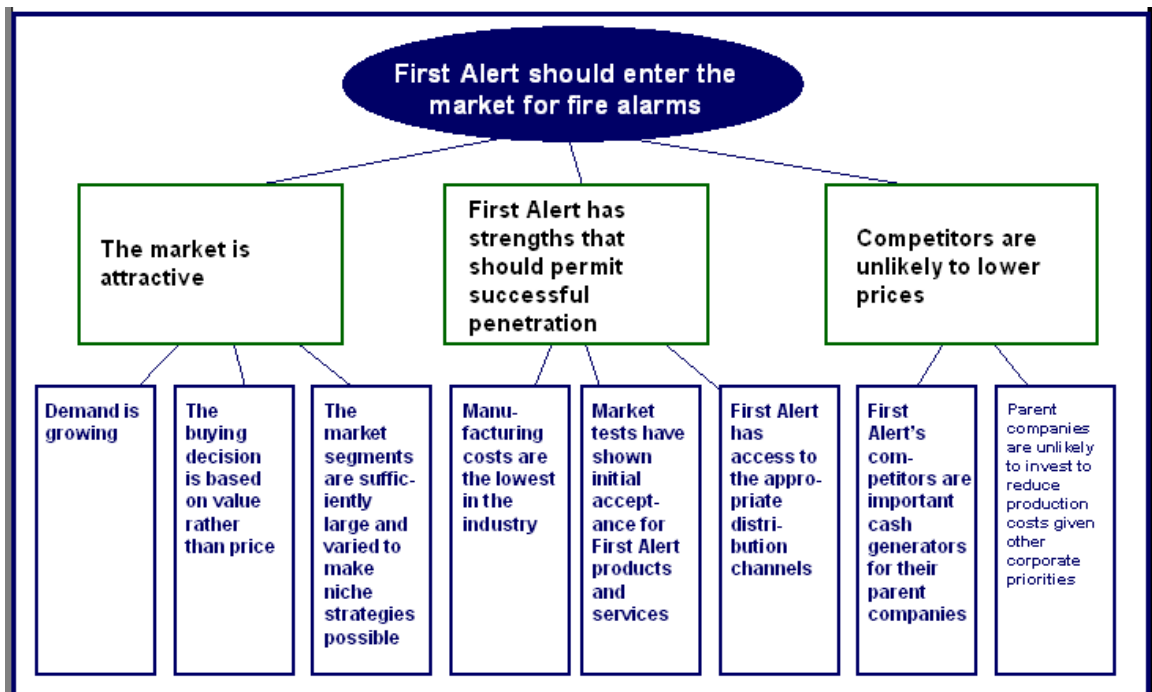 First Alert should enter the
market for fire alarms
The market is
attractive
First Alert has
strengths that
should permit
successful
penetration
Competitors are
unlikely to lower
prices
Demand is
growing
The
buying
decision
is based
on value
rather
than price
The
market
segments
are suffic-
iently
large and
varied to
make
niche
strategies
possible
Manu-
facturing
costs are
the lowest
in the
industry
Market
tests have
shown
initial
accept-
ance for
First Alert
products
and
services
First Alert
has
access to
the appro-
priate
distri-
bution
channels
First
Alert's
com-
petitors are
important
cash
generators
for their
parent
companies
Parent
companies
are unlikely
to invest to
reduce
production
costs given
other
corporate
priorities